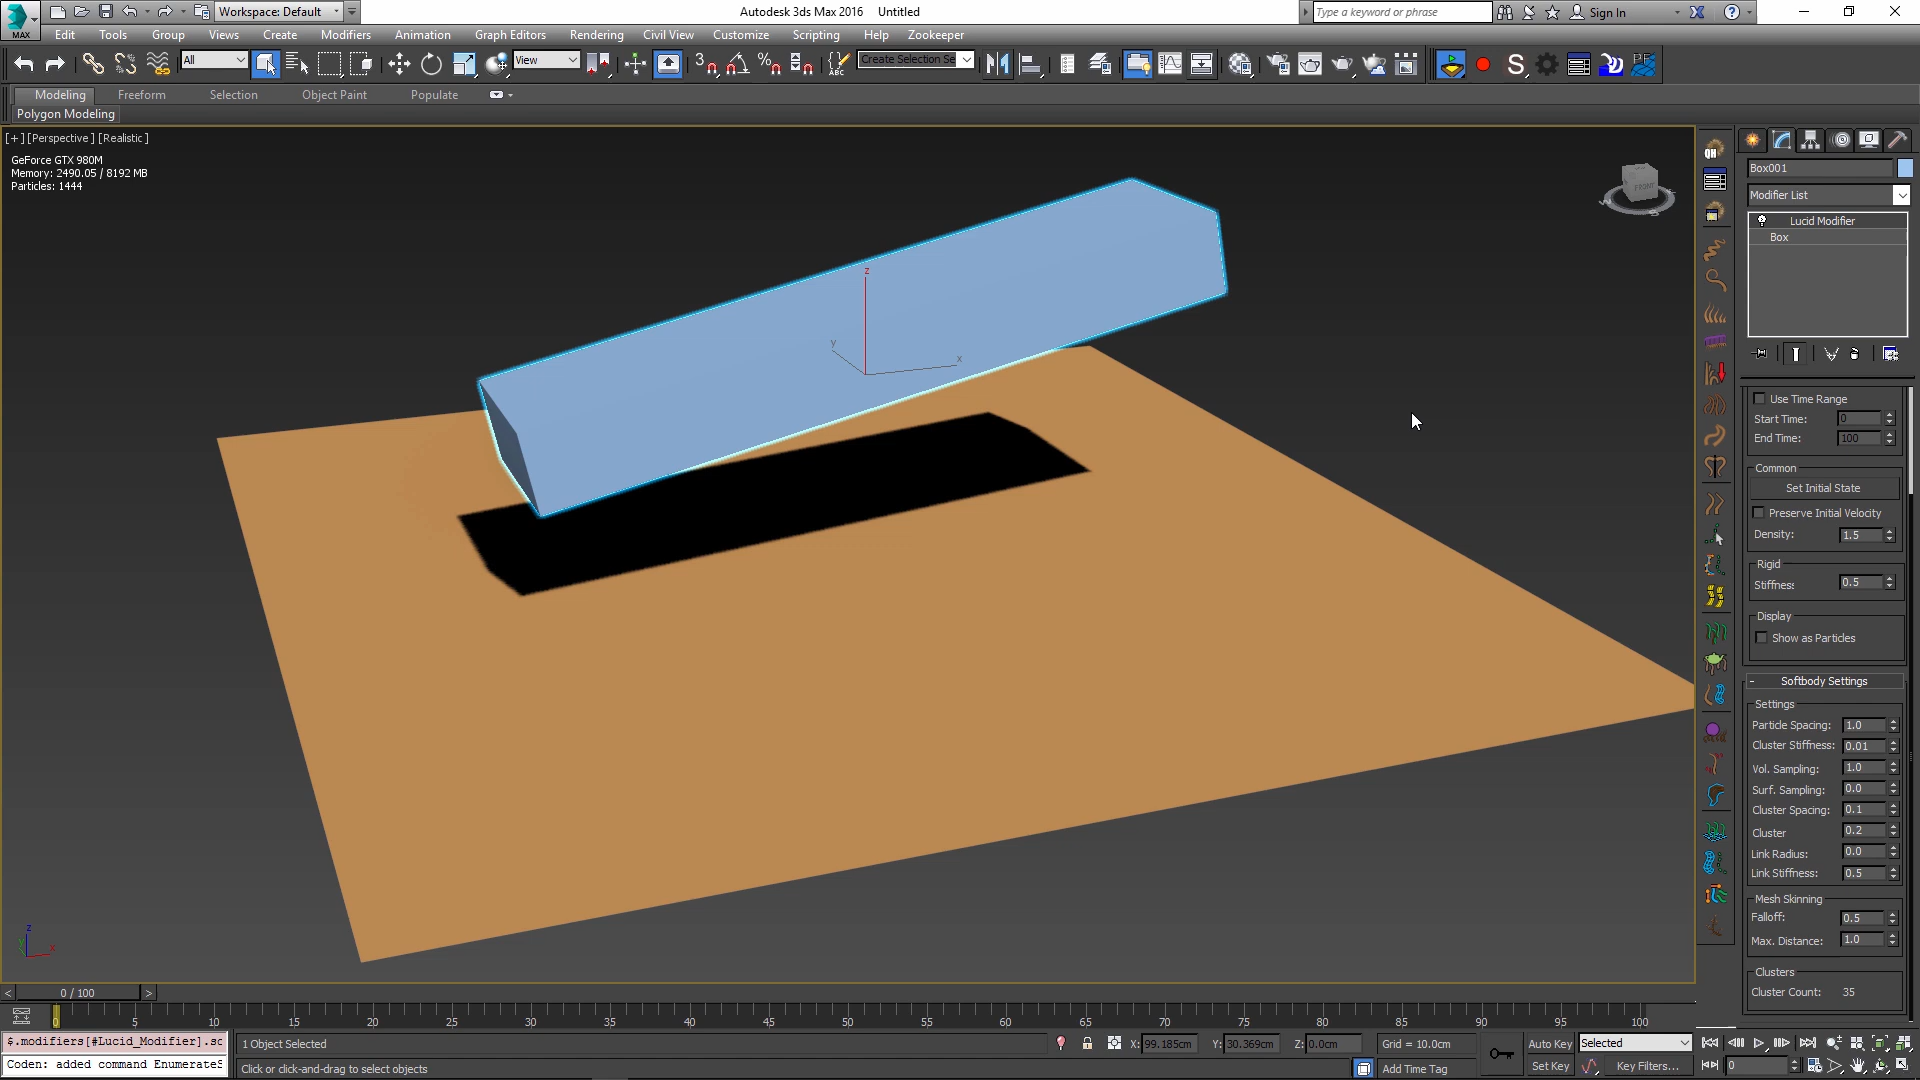 MAX
Workspace: Default
Autodesk 3ds Max 2016 Untitled
Type a keyword or phrase
Sign In
Edit Tools Group Views Create Modifiers Animation Graph Editors Rendering Civil View Customize Scripting Help Zookeeper
All
View
3
ABC
Create Selection Se
S
PF
Modeling Freeform Selection Object Paint Populate
Polygon Modeling
[+] [Perspective ] [Realistic ]
GeForce GTX 980M
Memory: 2490.05 / 8192 MB
Particles: 1444
FRONT
z
y
x
QH
Box001
Modifier List
Lucid Modifier
Box
Use Time Range
Start Time: 0
End Time: 100
Common
Set Initial State
Preserve Initial Velocity
Density: 1.5
Rigid
Stiffness 0.5
Display
Show as Particles
- Softbody Settings
Settings
Particle Spacing: 1.0
Cluster Stiffness: 0.01
Vol. Sampling: 1.0
Surf. Sampling: 0.0
Cluster Spacing: 0.1
Cluster 0.2
Link Radius: 0.0
Link Stiffness: 0.5
Mesh Skinning
Falloff: 0.5
Max. Distance: 1.0
Clusters
Cluster Count: 35
z
y
x
< 0 / 100 >
0 5 10 15 20 25 30 35 40 45 50 55 60 65 70 75 80 85 90 95 100
$.modifiers[#Lucid_Modifier].sc
Coden: added command EnumerateS
1 Object Selected
Click or click-and-drag to select objects
X: 99.185cm Y: 30.369cm Z: 0.0cm
Grid = 10.0cm
Add Time Tag
Auto Key Selected
Set Key Key Filters...
0